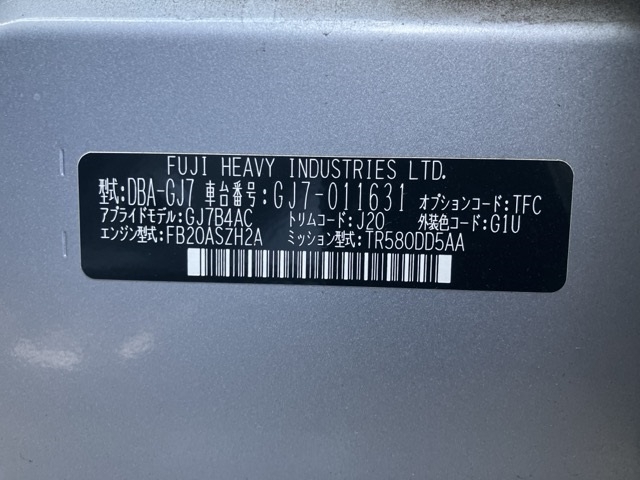 FUJI HEAVY INDUSTRIES LTD.
型式:DBA-GJ7 車台番号:GJ7-011631 オプションコード:TFC
アプライドモデル:GJ7B4AC トリムコード:J20 外装色コード:G1U
エンジン型式:FB20ASZH2A ミッション型式:TR580DD5AA